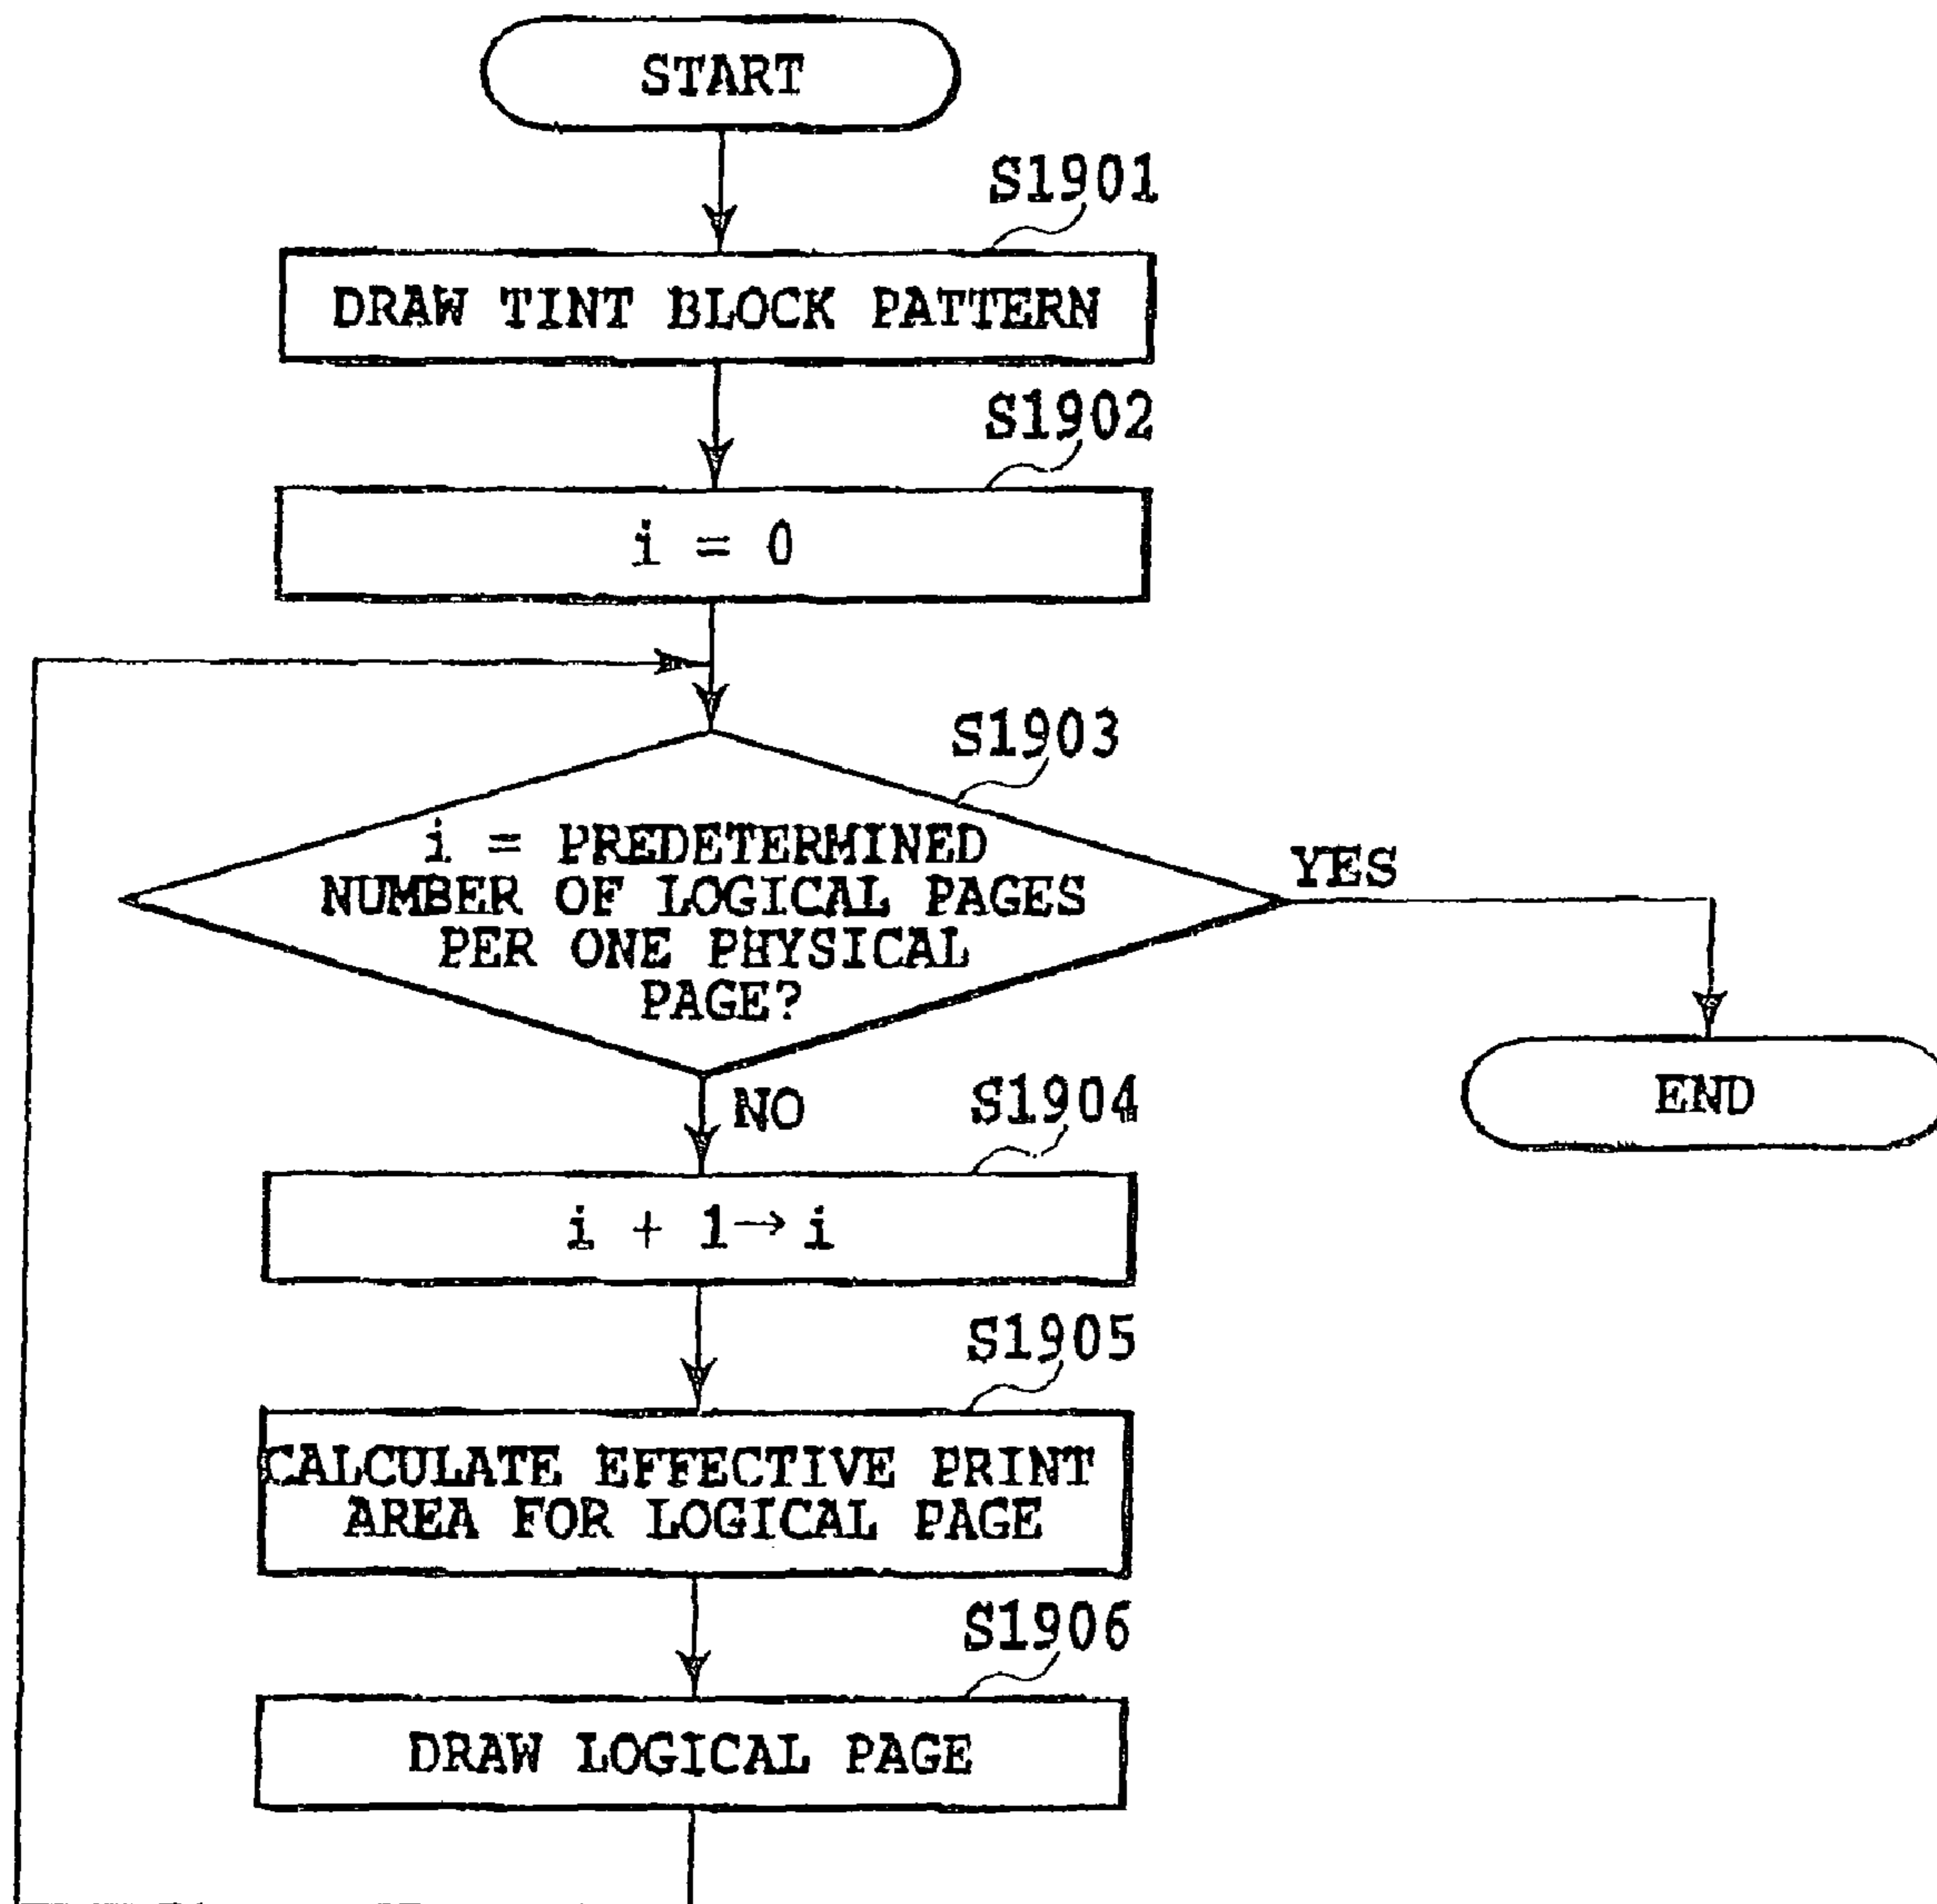 START
S1901
DRAW TINT BLOCK PATTERN
S1902
i = 0
S1903
i = PREDETERMINED
NUMBER OF LOGICAL PAGES
PER ONE PHYSICAL
PAGE?
YES
END
NO
S1904
i + 1→i
S1905
CALCULATE EFFECTIVE PRINT
AREA FOR LOGICAL PAGE
S1906
DRAW LOGICAL PAGE